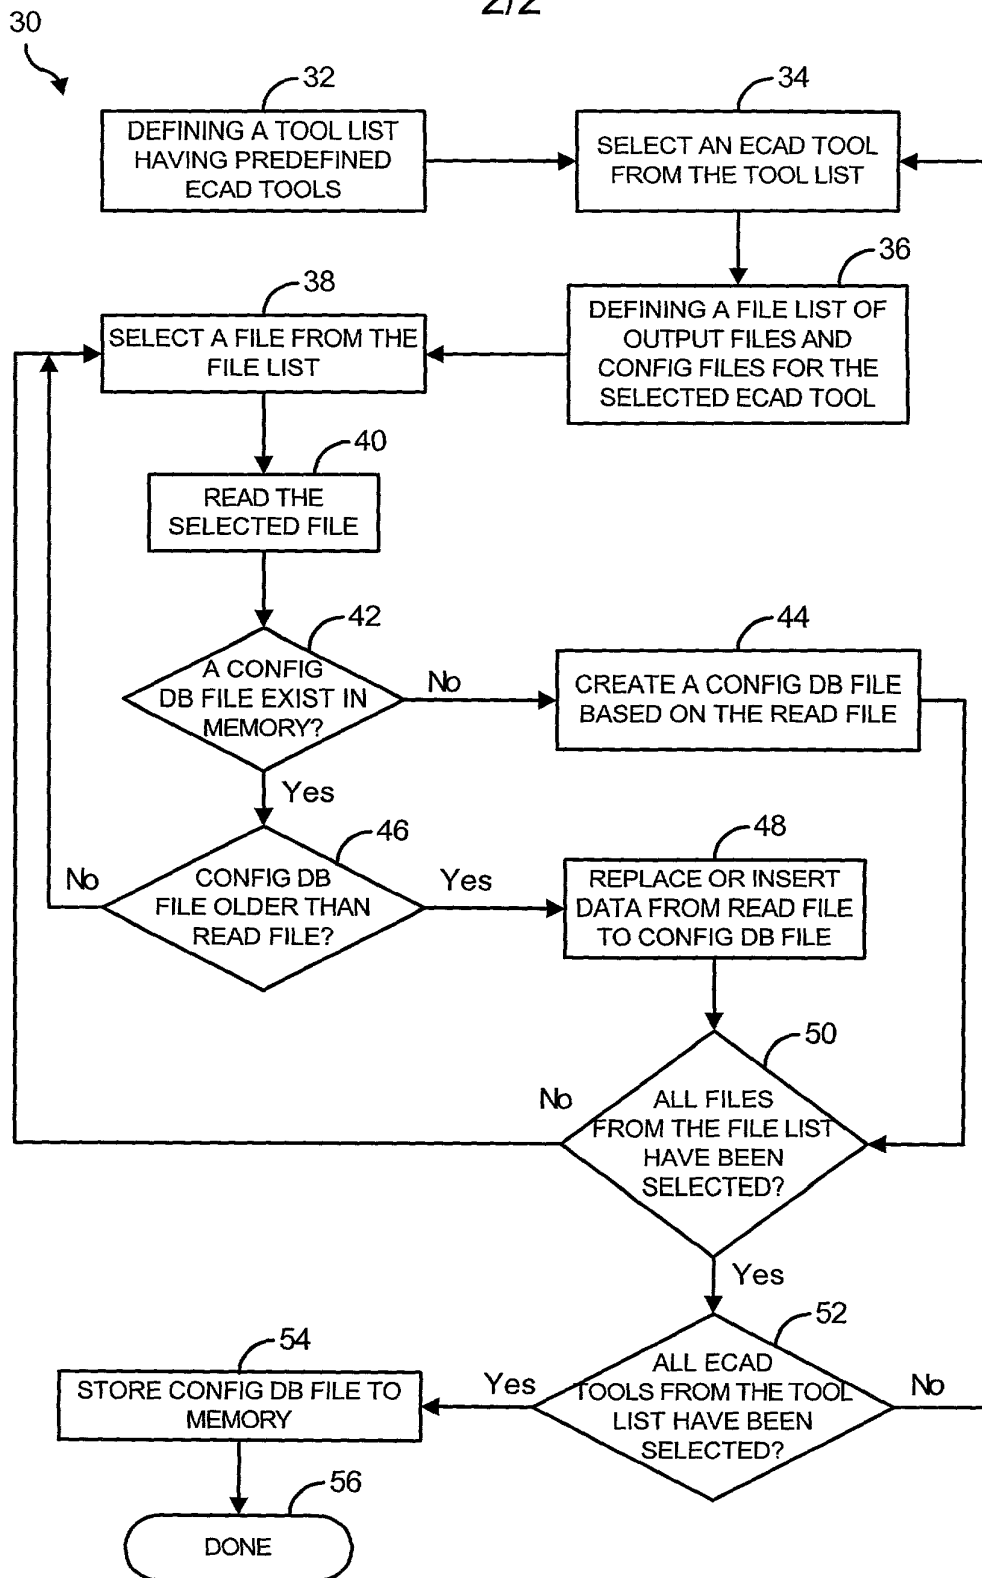 2/2
30
32
DEFINING A TOOL LIST
HAVING PREDEFINED
ECAD TOOLS
34
SELECT AN ECAD TOOL
FROM THE TOOL LIST
36
DEFINING A FILE LIST OF
OUTPUT FILES AND
CONFIG FILES FOR THE
SELECTED ECAD TOOL
38
SELECT A FILE FROM THE
FILE LIST
40
READ THE
SELECTED FILE
42
A CONFIG
DB FILE EXIST IN
MEMORY?
No
Yes
44
CREATE A CONFIG DB FILE
BASED ON THE READ FILE
46
CONFIG DB
FILE OLDER THAN
READ FILE?
No
Yes
48
REPLACE OR INSERT
DATA FROM READ FILE
TO CONFIG DB FILE
50
ALL FILES
FROM THE FILE LIST
HAVE BEEN
SELECTED?
No
Yes
52
ALL ECAD
TOOLS FROM THE TOOL
LIST HAVE BEEN
SELECTED?
Yes
No
54
STORE CONFIG DB FILE TO
MEMORY
56
DONE